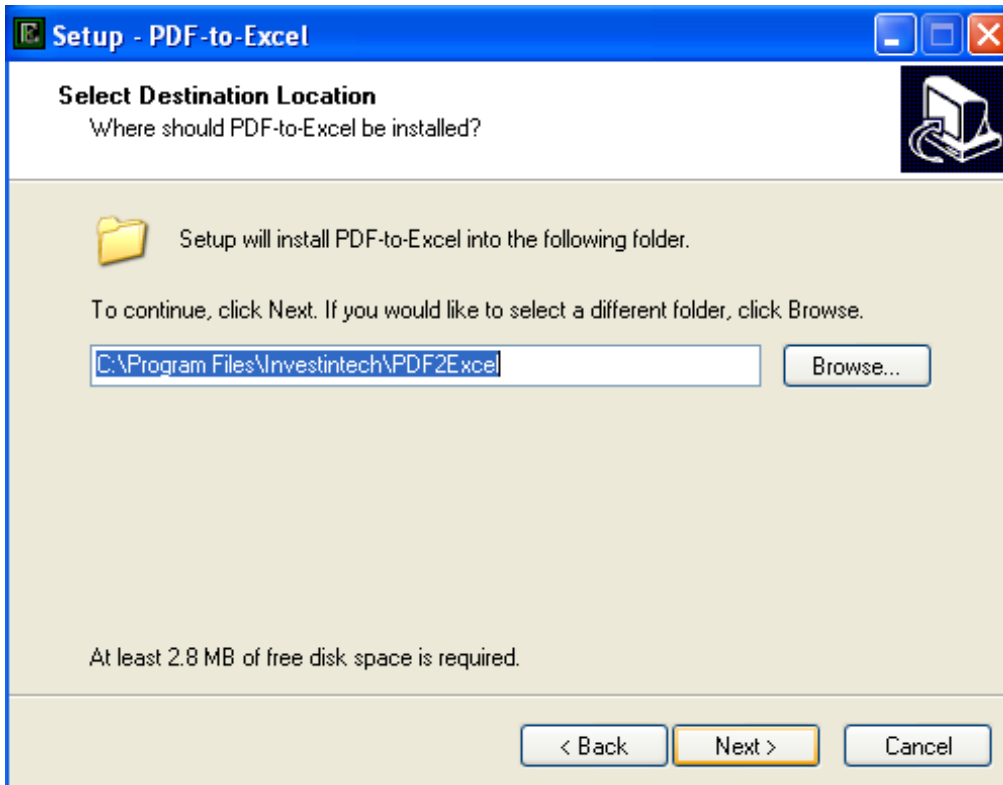 Setup - PDF-to-Excel
Select Destination Location
Where should PDF-to-Excel be installed?
Setup will install PDF-to-Excel into the following folder.
To continue, click Next. If you would like to select a different folder, click Browse.
C:\Program Files\Investintech\PDF2Excel
Browse...
At least 2.8 MB of free disk space is required.
< Back
Next >
Cancel